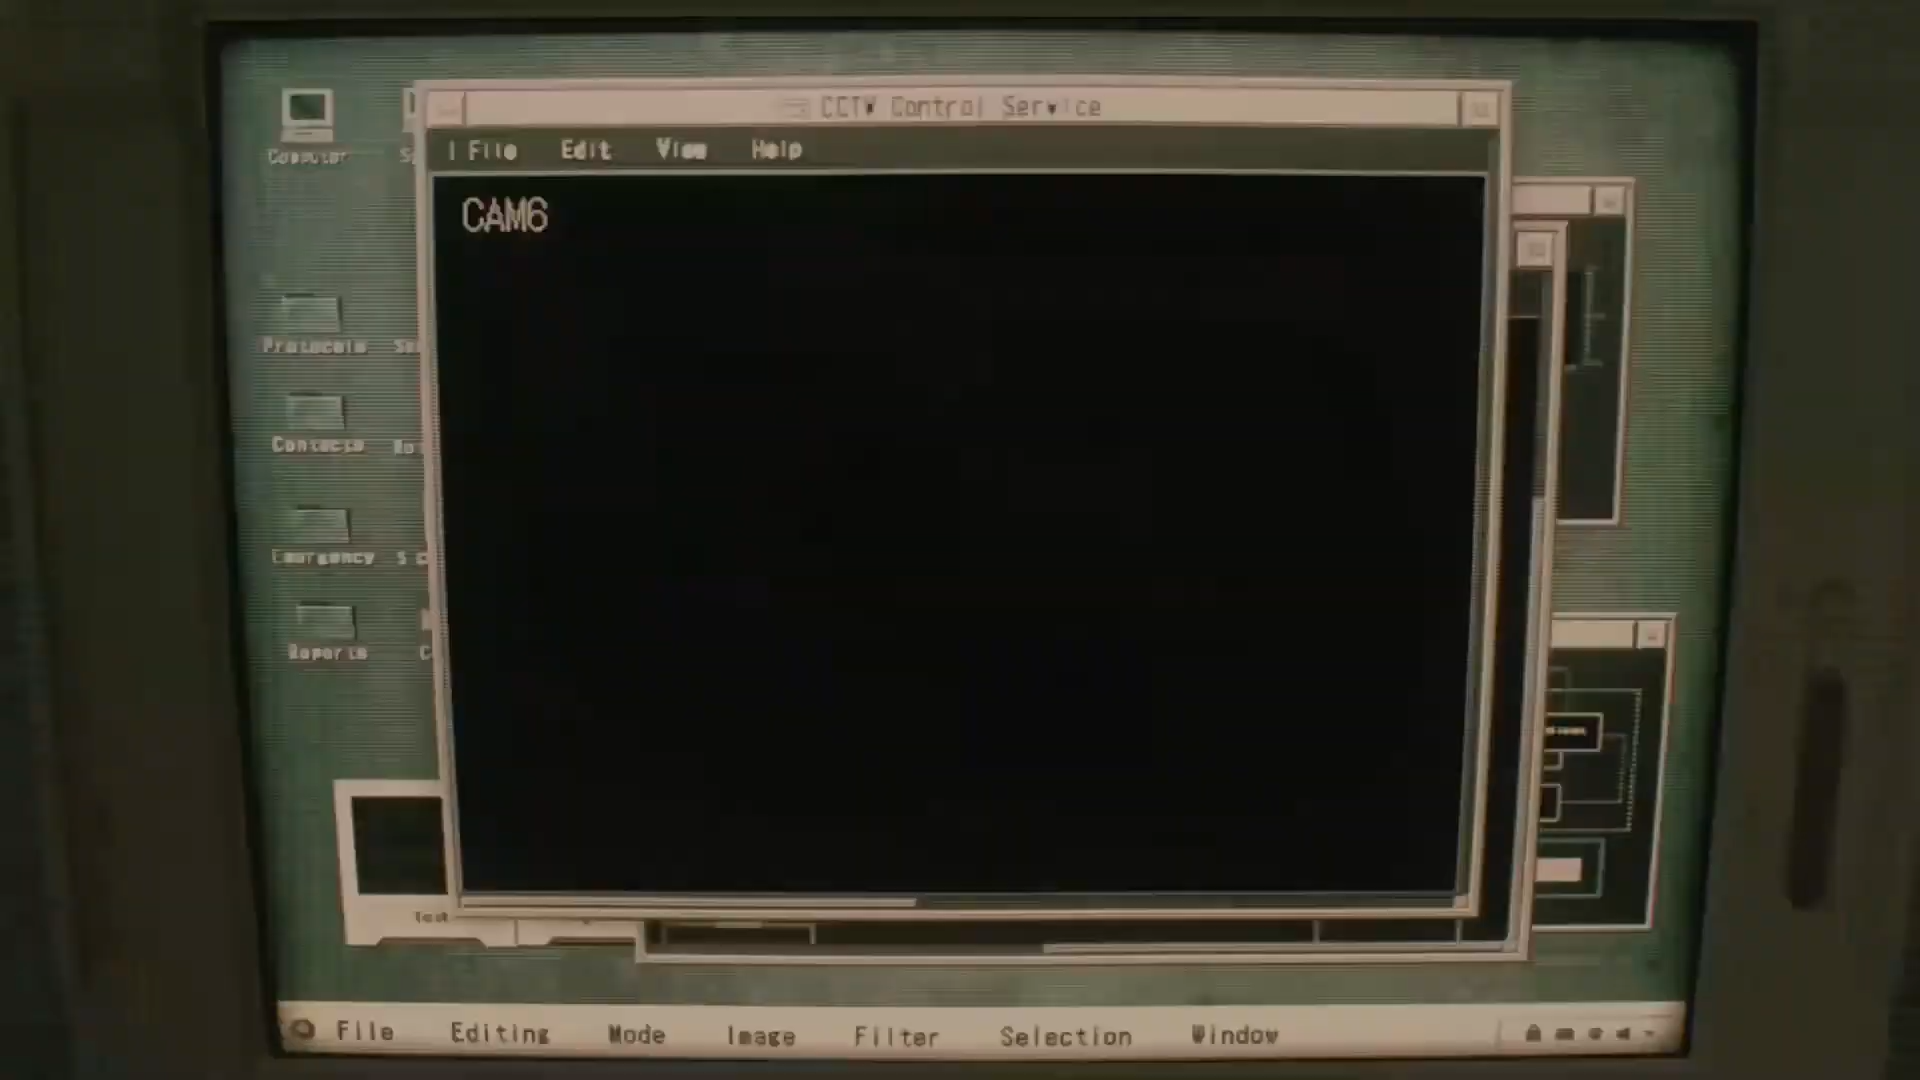 CCTV Control Service
File Edit View Help
CAM6
Computer
Protocols
Contacts
Emergency
Reports
File Editing Mode Image Filter Selection Window